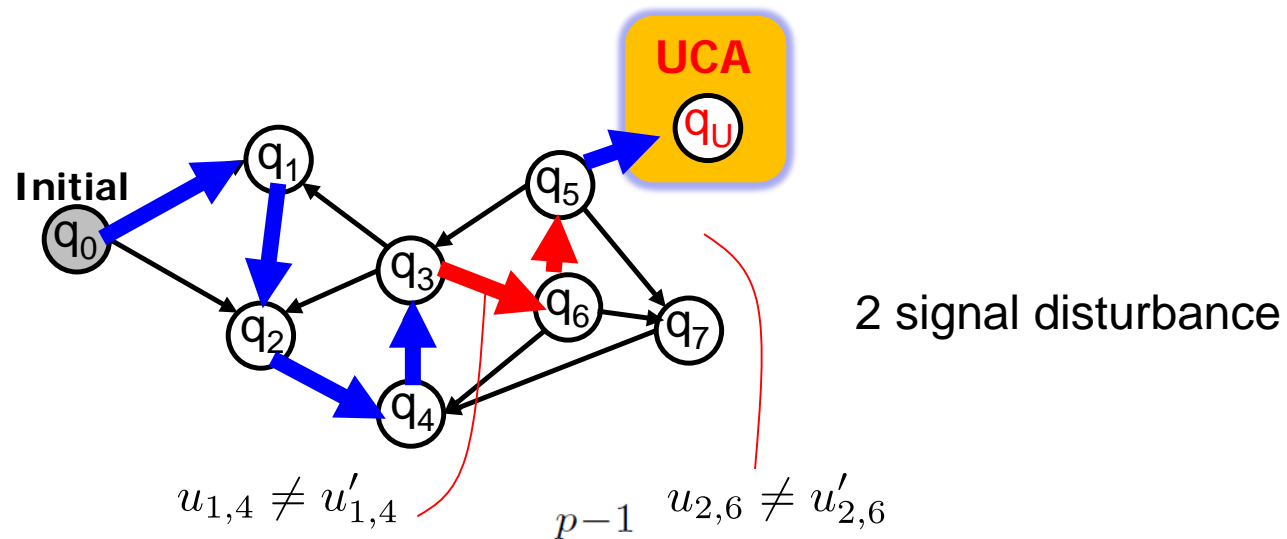 UCA
q_U
q_1
q_5
Initial
q_0
q_3
q_6
q_7
2 signal disturbance
q_2
q_4
u_{1,4} ≠ u'_{1,4}
p−1
u_{2,6} ≠ u'_{2,6}